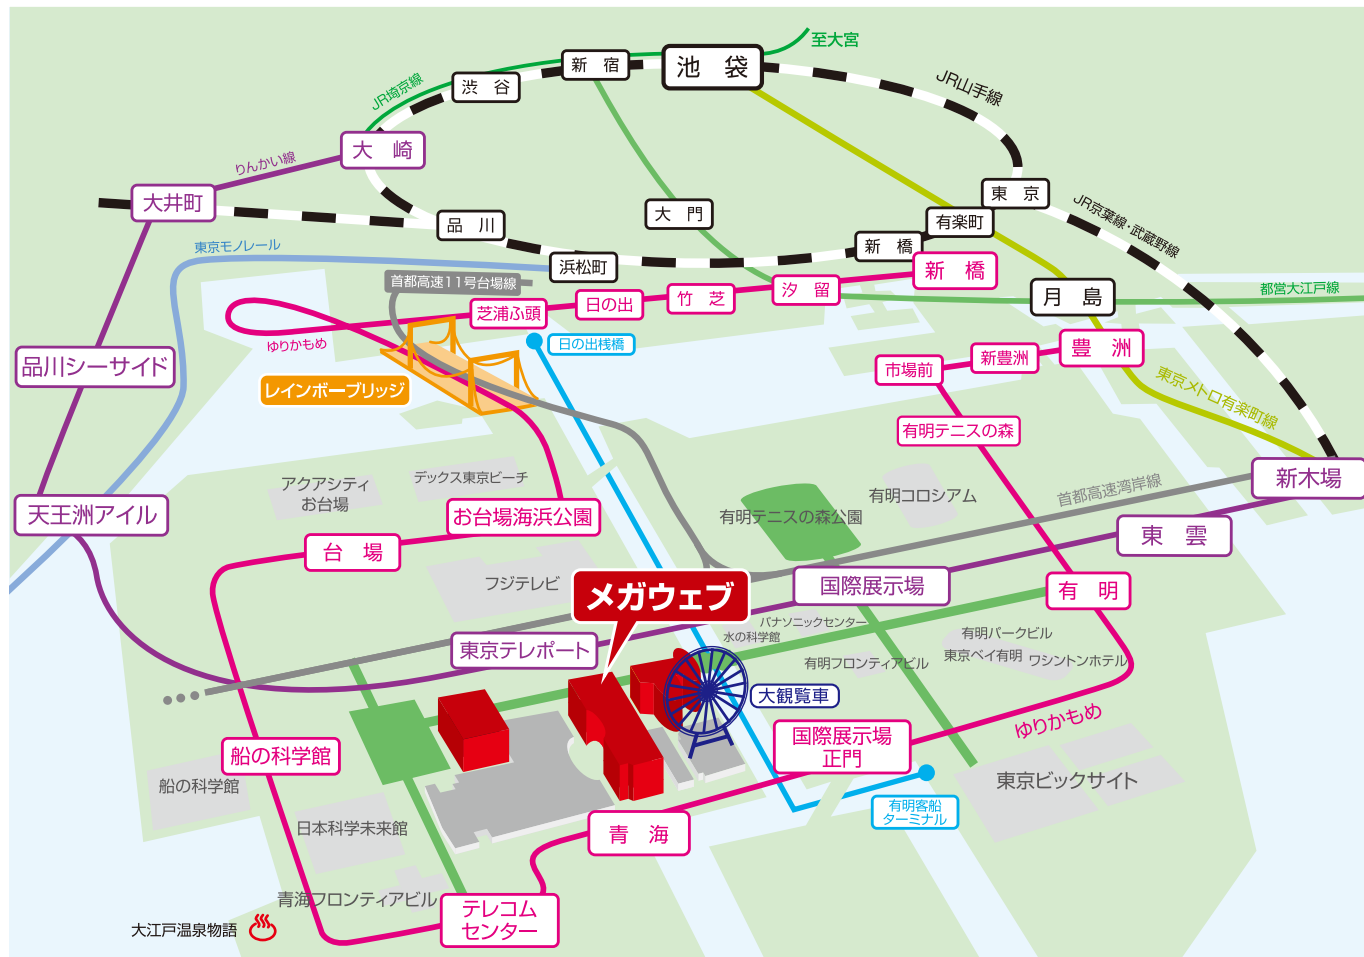 至大宮
新 宿
池 袋
渋 谷
JR埼京線
JR山手線
大 崎
りんかい線
大井町
東 京
大 門
有楽町
品 川
JR京葉線・武蔵野線
東京モノレール
新 橋
浜松町
新 橋
首都高速11号台場線
汐 留
月 島
都営大江戸線
竹 芝
日の出
芝浦ふ頭
ゆりかもめ
日の出桟橋
豊 洲
新豊洲
市場前
品川シーサイド
レインボーブリッジ
東京メトロ有楽町線
有明テニスの森
新木場
デックス東京ビーチ
アクアシティ
お台場
首都高速湾岸線
有明コロシアム
天王洲アイル
お台場海浜公園
有明テニスの森公園
東 雲
台 場
フジテレビ
国際展示場
有 明
メガウェブ
パナソニックセンター
水の科学館
有明パークビル
東京テレポート
東京ベイ有明 ワシントンホテル
有明フロンティアビル
大観覧車
ゆりかもめ
国際展示場
正門
船の科学館
東京ビックサイト
船の科学館
有明客船
ターミナル
日本科学未来館
青 海
青海フロンティアビル
テレコム
センター
大江戸温泉物語